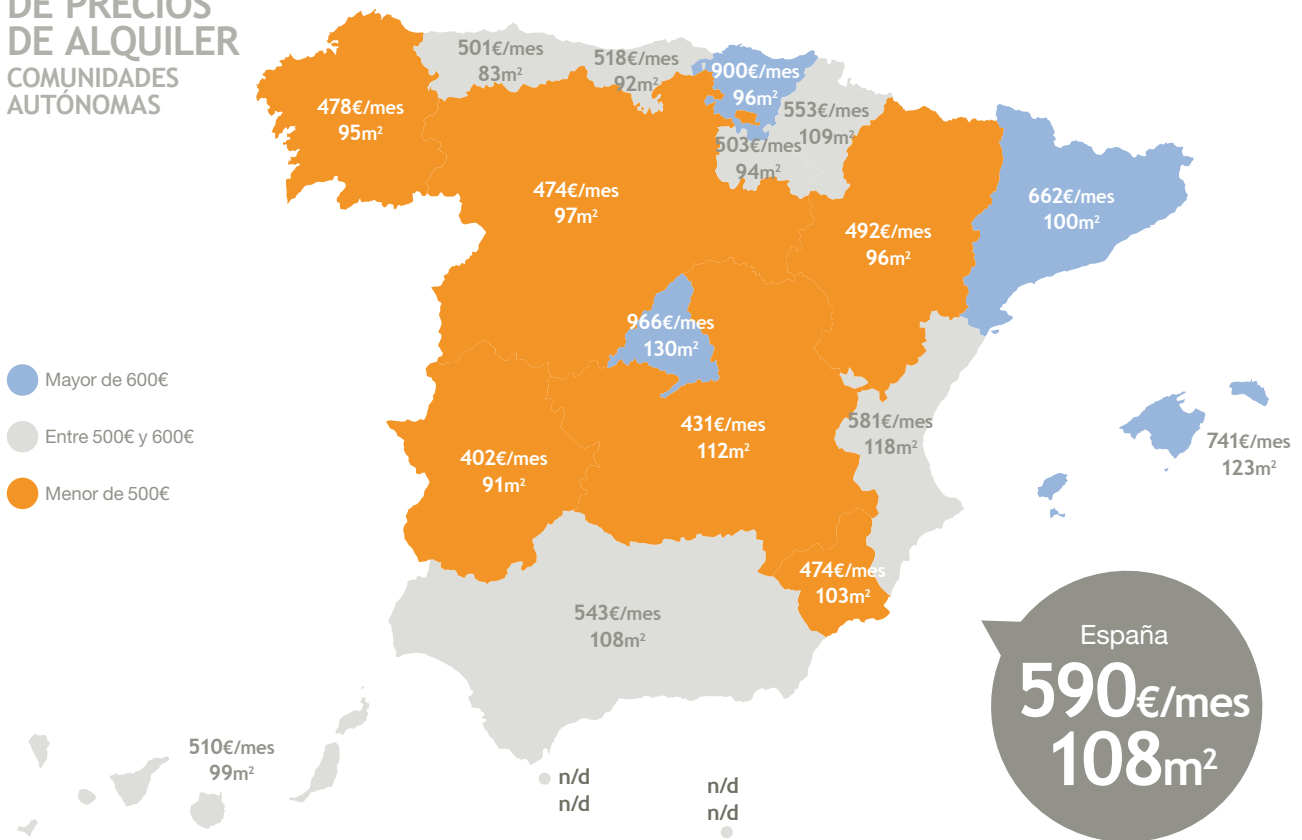 DE PRECIOS
DE ALQUILER
COMUNIDADES
AUTÓNOMAS
501€/mes
83m²
518€/mes
92m²
900€/mes
96m²
553€/mes
109m²
503€/mes
94m²
478€/mes
95m²
474€/mes
97m²
492€/mes
96m²
662€/mes
100m²
966€/mes
130m²
Mayor de 600€
Entre 500€ y 600€
Menor de 500€
402€/mes
91m²
431€/mes
112m²
581€/mes
118m²
741€/mes
123m²
474€/mes
103m²
543€/mes
108m²
510€/mes
99m²
n/d
n/d
n/d
n/d
España
590€/mes
108m²